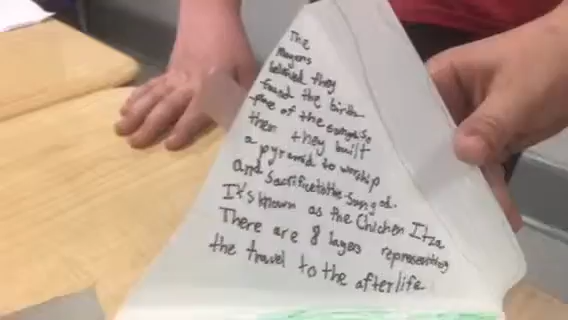 The
Mayans
believed they
found the birth
place of the sungod so
then they built
a pyramid to worship
and sacrifice to the sun god.
It's known as the Chichen Itza
There are 8 layes representing
the travel to the afterlife